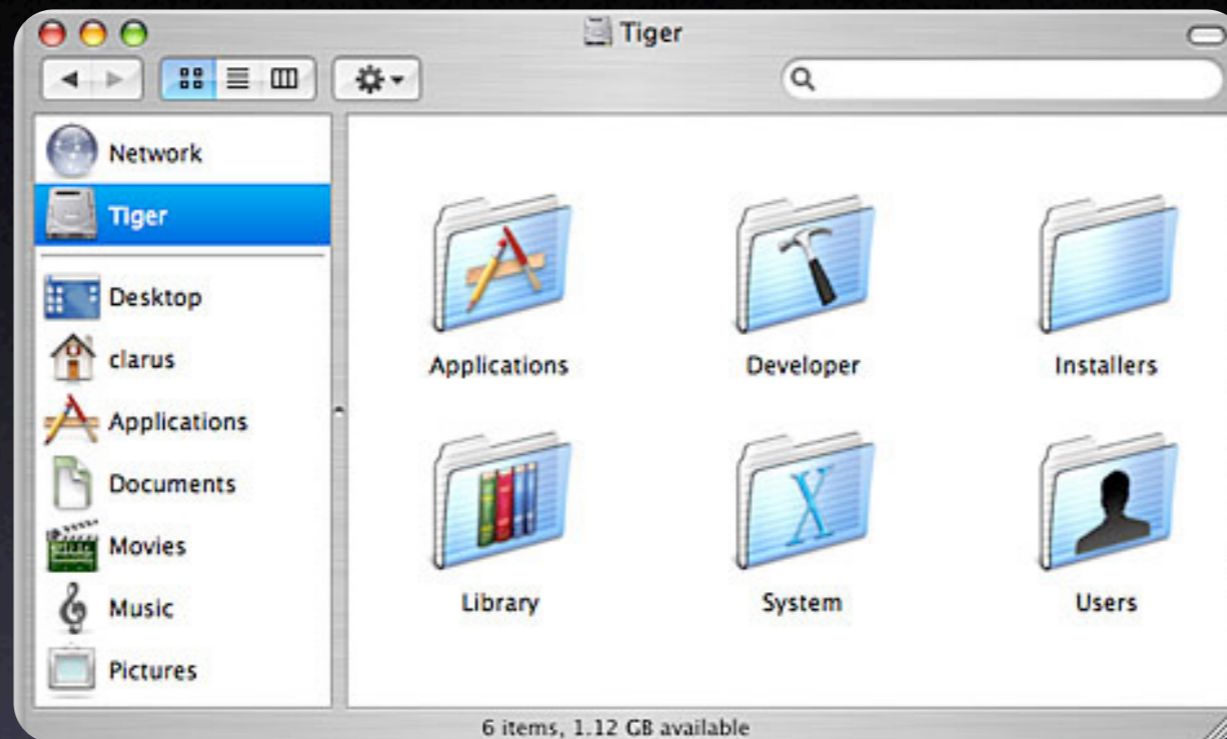 Tiger
Network
Tiger
Desktop
clarus
Applications
Documents
Movies
Music
Pictures
Applications Developer Installers
Library System Users
6 items, 1.12 GB available